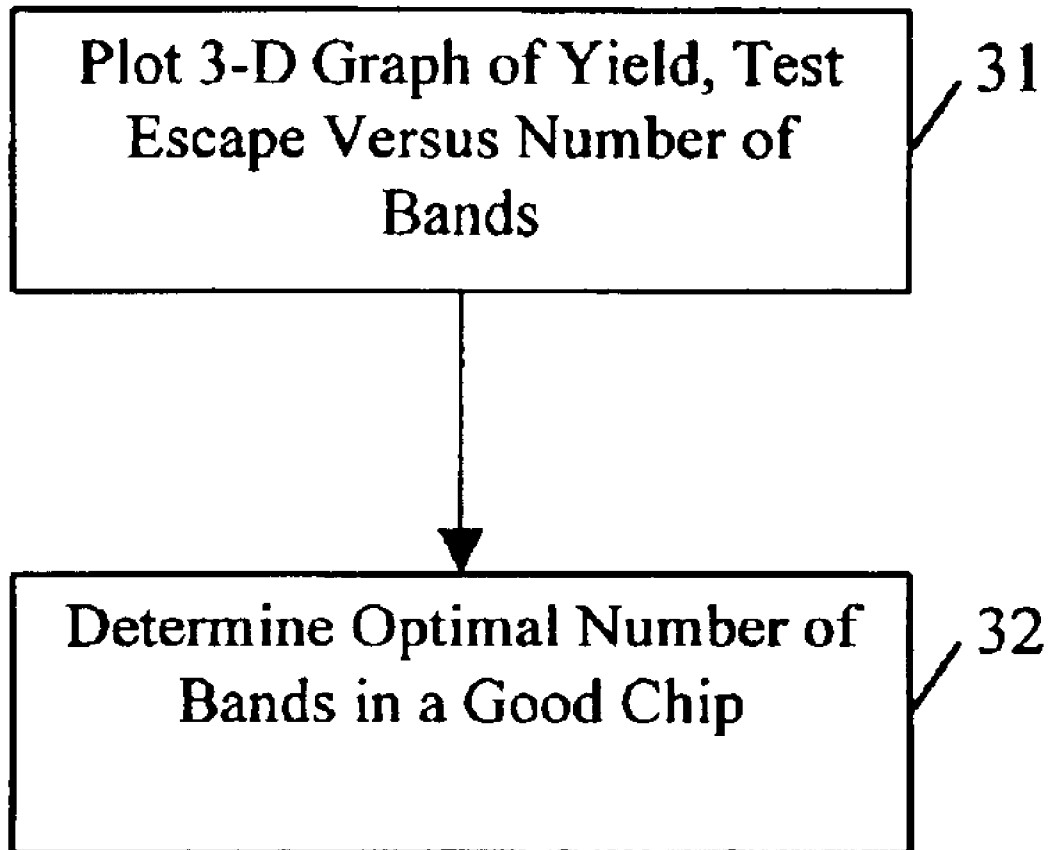 Plot 3-D Graph of Yield, Test
Escape Versus Number of
Bands
31
Determine Optimal Number of
Bands in a Good Chip
32